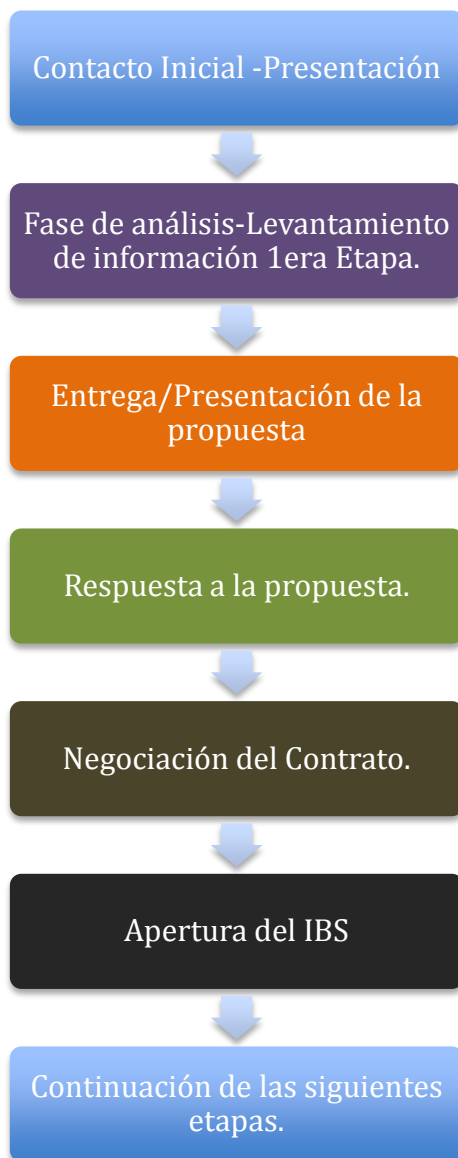 Contacto Inicial -Presentación
Fase de análisis-Levantamiento
de información 1era Etapa.
Entrega/Presentación de la
propuesta
Respuesta a la propuesta.
Negociación del Contrato.
Apertura del IBS
Continuación de las siguientes
etapas.